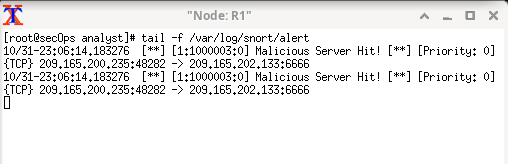 "Node: R1"
[root@secOps analyst]# tail -f /var/log/snort/alert
10/31-23:06:14.183276  [**] [1:1000003:0] Malicious Server Hit! [**] [Priority: 0]
{TCP} 209.165.200.235:48282 -> 209.165.202.133:6666
10/31-23:06:14.183276  [**] [1:1000003:0] Malicious Server Hit! [**] [Priority: 0]
{TCP} 209.165.200.235:48282 -> 209.165.202.133:6666